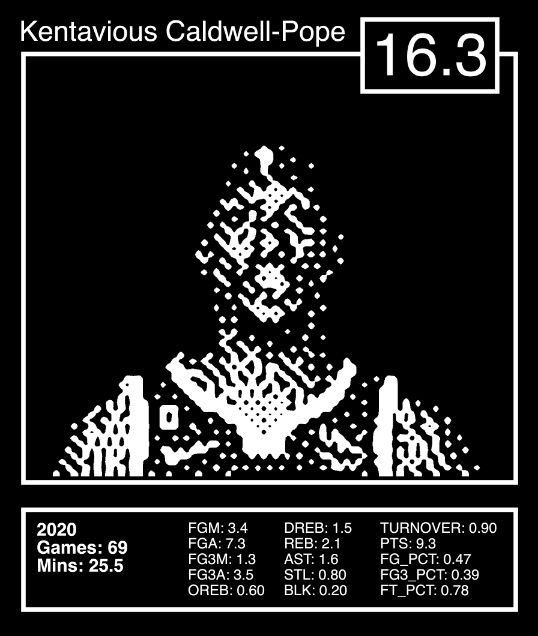 Kentavious Caldwell-Pope
16.3
2020
Games: 69
Mins: 25.5
FGM: 3.4
FGA: 7.3
FG3M: 1.3
FG3A: 3.5
OREB: 0.60
DREB: 1.5
REB: 2.1
AST: 1.6
STL: 0.80
BLK: 0.20
TURNOVER: 0.90
PTS: 9.3
FG_PCT: 0.47
FG3_PCT: 0.39
FT_PCT: 0.78